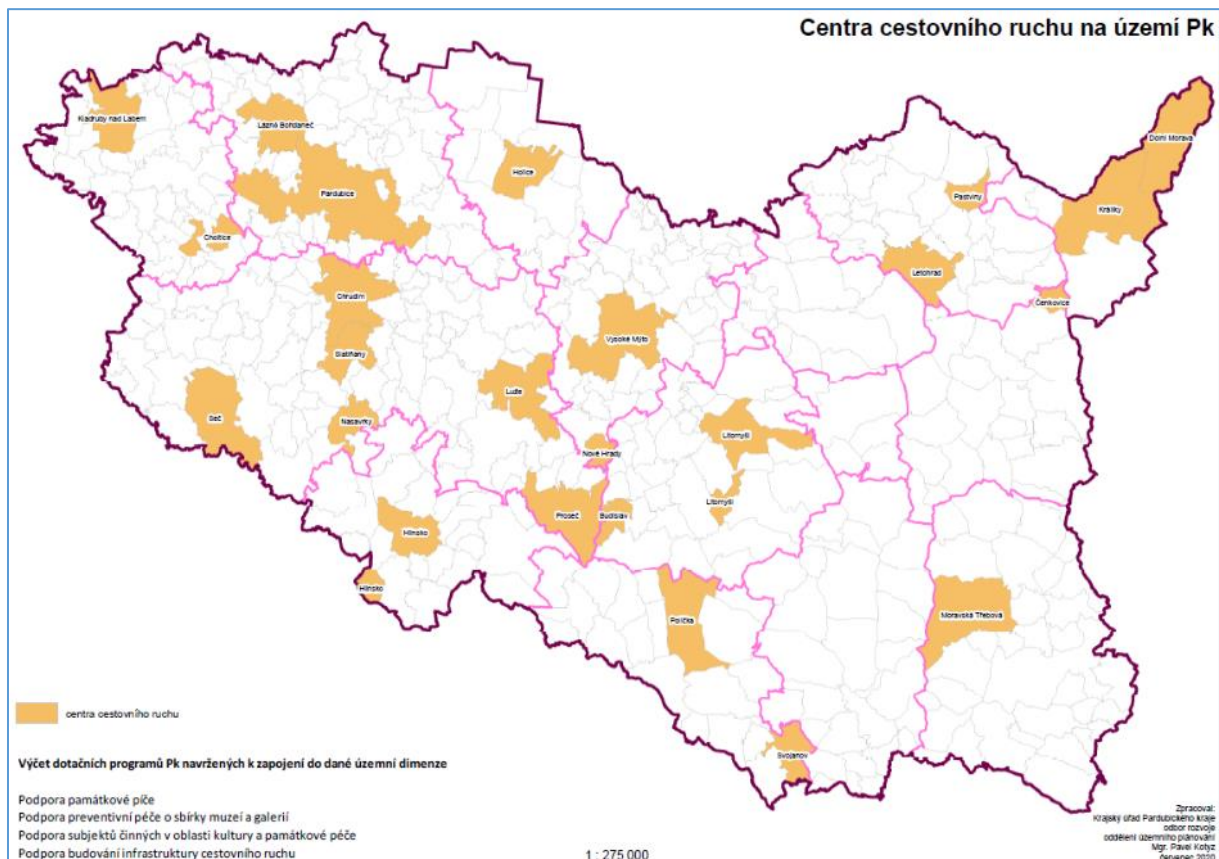 Centra cestovního ruchu na území Pk
Kladruby nad Labem
Lázně Bohdaneč
Dolní Morava
Holice
Pardubice
Pastviny
Králíky
Choltice
Letohrad
Čenkovice
Chrudim
Vysoké Mýto
Slatiňany
Luže
Seč
Nasavrky
Litomyšl
Nové Hrady
Litomyšl
Proseč
Budislav
Hlinsko
Hlinsko
Polička
Moravská Třebová
Svojanov
centra cestovního ruchu
Výčet dotačních programů Pk navržených k zapojení do dané územní dimenze
Podpora památkové píče
Podpora preventivní péče o sbírky muzeí a galerií
Podpora subjektů činných v oblasti kultury a památkové péče
Podpora budování infrastruktury cestovního ruchu
1 : 275 000
Zpracoval:
Krajský úřad Pardubického kraje
odbor rozvoje
oddělení územního plánování
Mgr. Pavel Kotyz
červenec 2020